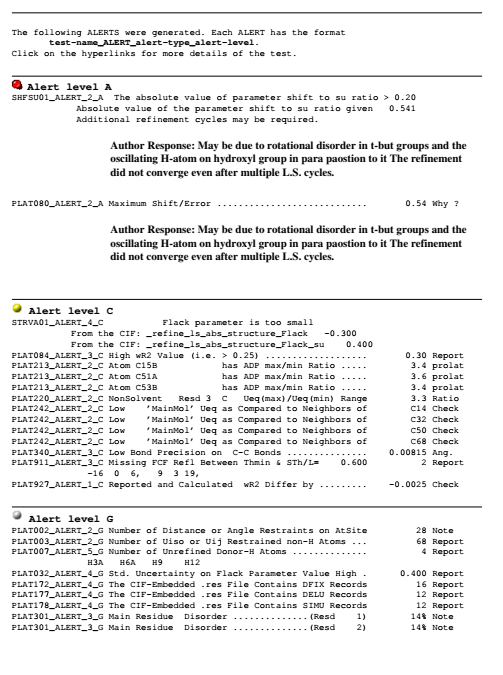 The following ALERTS were generated. Each ALERT has the format
test-name_ALERT_alert-type_alert-level.
Click on the hyperlinks for more details of the test.
Alert level A
SHFSU01_ALERT_2_A The absolute value of parameter shift to su ratio > 0.20
Absolute value of the parameter shift to su ratio given 0.541
Additional refinement cycles may be required.
Author Response: May be due to rotational disorder in t-but groups and the
oscillating H-atom on hydroxyl group in para paostion to it The refinement
did not converge even after multiple L.S. cycles.
PLAT080_ALERT_2_A Maximum Shift/Error ............................ 0.54 Why ?
Author Response: May be due to rotational disorder in t-but groups and the
oscillating H-atom on hydroxyl group in para paostion to it The refinement
did not converge even after multiple L.S. cycles.
Alert level C
STRVA01_ALERT_4_C Flack parameter is too small
From the CIF: _refine_ls_abs_structure_Flack -0.300
From the CIF: _refine_ls_abs_structure_Flack_su 0.400
PLAT084_ALERT_3_C High wR2 Value (i.e. > 0.25) ................... 0.30 Report
PLAT213_ALERT_2_C Atom C15B has ADP max/min Ratio ..... 3.4 prolat
PLAT213_ALERT_2_C Atom C51A has ADP max/min Ratio ..... 3.6 prolat
PLAT213_ALERT_2_C Atom C53B has ADP max/min Ratio ..... 3.4 prolat
PLAT220_ALERT_2_C NonSolvent Resd 3 C Ueq(max)/Ueq(min) Range 3.3 Ratio
PLAT242_ALERT_2_C Low 'MainMol' Ueq as Compared to Neighbors of C14 Check
PLAT242_ALERT_2_C Low 'MainMol' Ueq as Compared to Neighbors of C32 Check
PLAT242_ALERT_2_C Low 'MainMol' Ueq as Compared to Neighbors of C50 Check
PLAT242_ALERT_2_C Low 'MainMol' Ueq as Compared to Neighbors of C68 Check
PLAT340_ALERT_3_C Low Bond Precision on C-C Bonds ............... 0.00815 Ang.
PLAT911_ALERT_3_C Missing FCF Refl Between Thmin & STh/L= 0.600 2 Report
-16 0 6, 9 3 19,
PLAT927_ALERT_1_C Reported and Calculated wR2 Differ by ......... -0.0025 Check
Alert level G
PLAT002_ALERT_2_G Number of Distance or Angle Restraints on AtSite 28 Note
PLAT003_ALERT_2_G Number of Uiso or Uij Restrained non-H Atoms ... 68 Report
PLAT007_ALERT_5_G Number of Unrefined Donor-H Atoms .............. 4 Report
H3A H6A H9 H12
PLAT032_ALERT_4_G Std. Uncertainty on Flack Parameter Value High . 0.400 Report
PLAT172_ALERT_4_G The CIF-Embedded .res File Contains DFIX Records 16 Report
PLAT177_ALERT_4_G The CIF-Embedded .res File Contains DELU Records 12 Report
PLAT178_ALERT_4_G The CIF-Embedded .res File Contains SIMU Records 12 Report
PLAT301_ALERT_3_G Main Residue Disorder ..............(Resd 1) 14% Note
PLAT301_ALERT_3_G Main Residue Disorder ..............(Resd 2) 14% Note